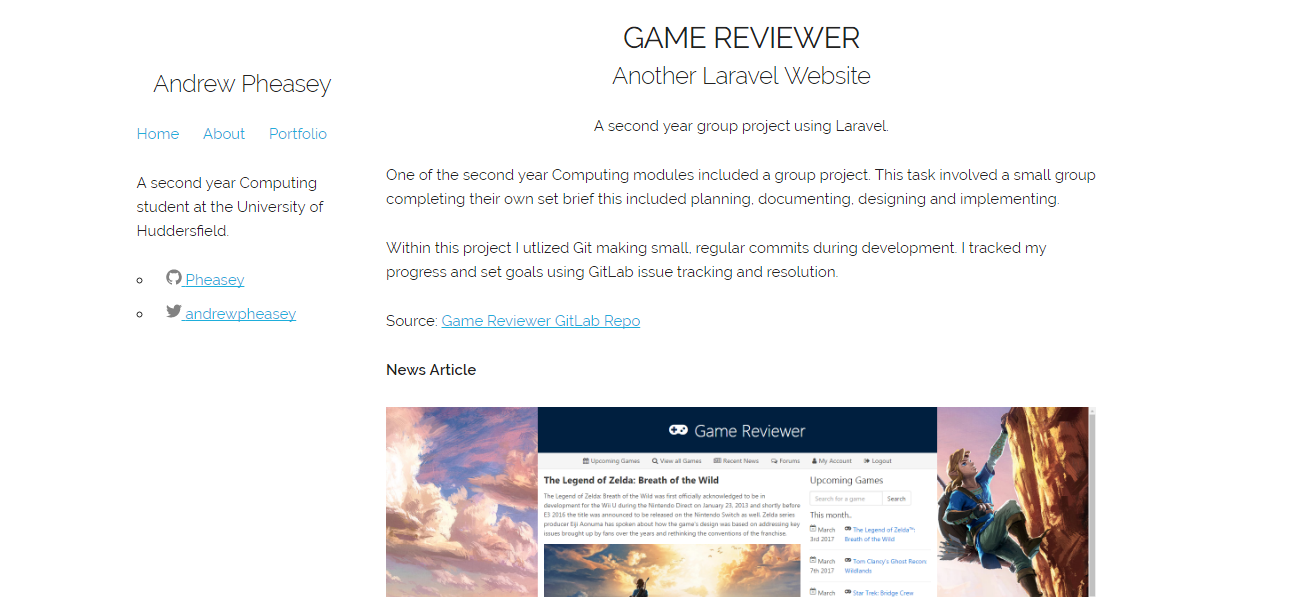 GAME REVIEWER
Another Laravel Website
A second year group project using Laravel.
Andrew Pheasey
Home About Portfolio
A second year Computing
student at the University of
Huddersfield.
Pheasey
andrewpheasey
One of the second year Computing modules included a group project. This task involved a small group
completing their own set brief this included planning, documenting, designing and implementing.
Within this project I utlized Git making small, regular commits during development. I tracked my
progress and set goals using GitLab issue tracking and resolution.
Source: Game Reviewer GitLab Repo
News Article
Game Reviewer
Upcoming Games View all Games Recent News Forums My Account Logout
The Legend of Zelda: Breath of the Wild
The Legend of Zelda: Breath of the Wild was first officially acknowledged to be in
development for the Wii U during the Nintendo Direct on January 23, 2013 and shortly before
E3 2016 the title was announced to be released on the Nintendo Switch as well. Zelda series
producer Eiji Aonuma has spoken about how the game's design was based on addressing key
issues brought up by fans over the years and rethinking the conventions of the franchise.
Upcoming Games
Search for a game Search
This month..
March The Legend of Zelda™:
3rd 2017 Breath of the Wild
March Tom Clancy's Ghost Recon
7th 2017 Wildlands
March Star Trek: Bridge Crew